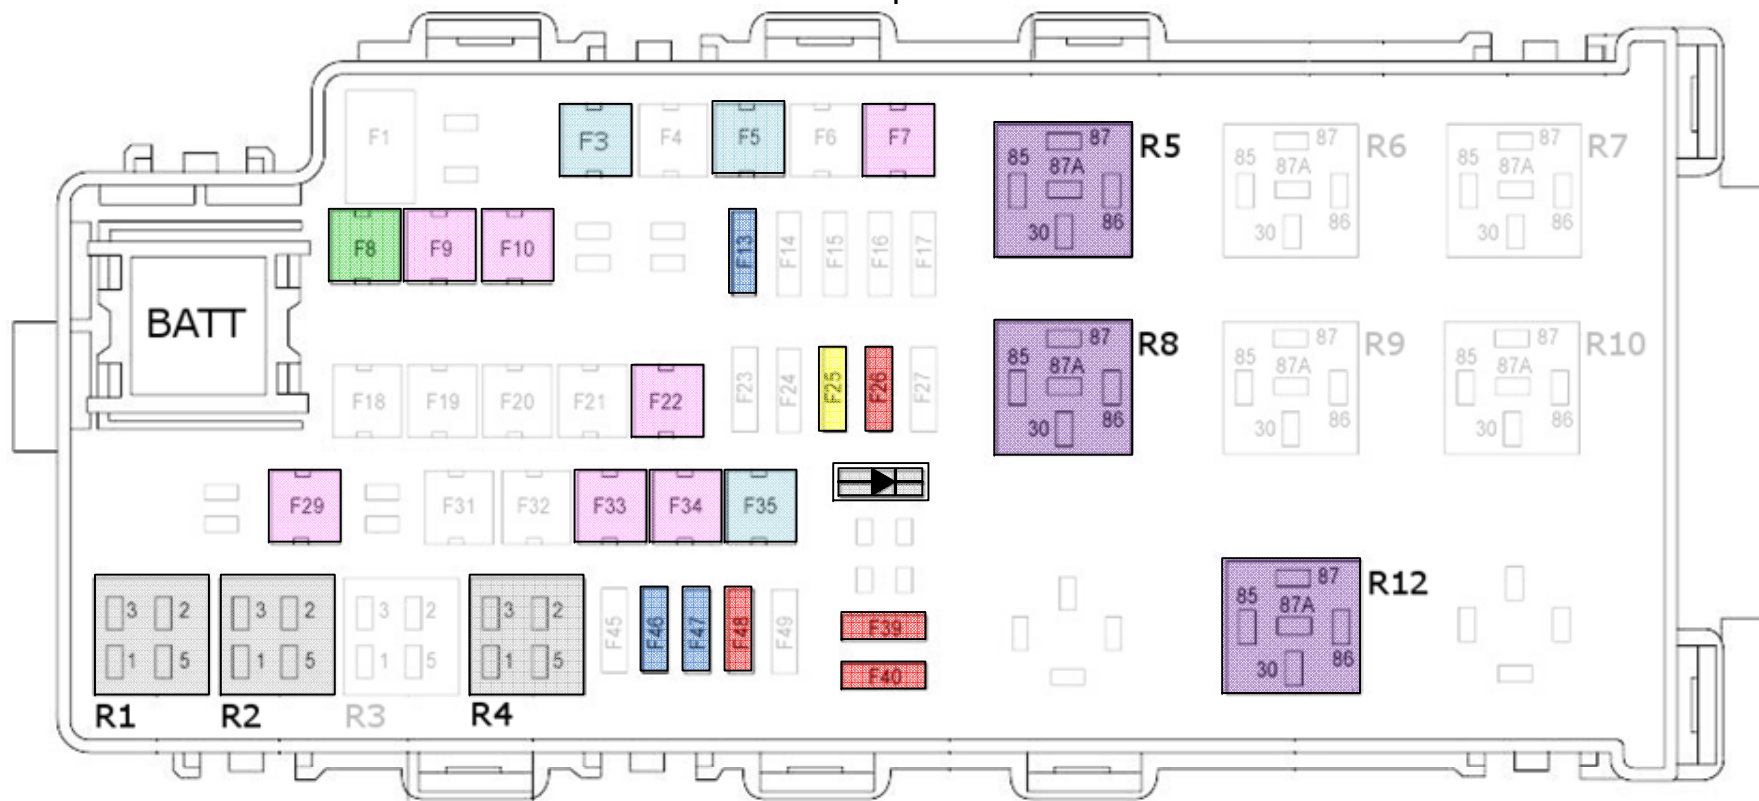 F1 F3 F4 F5 F6 F7
87 85 87A 30 86 R5
87 85 87A 30 86 R6
87 85 87A 30 86 R7
F8 F9 F10 F13 F14 F15 F16 F17
BATT
F18 F19 F20 F21 F22 F23 F24 F25 F26 F27
87 85 87A 30 86 R8
87 85 87A 30 86 R9
87 85 87A 30 86 R10
F29 F31 F32 F33 F34 F35
3 2 1 5
R1
3 2 1 5
R2
3 2 1 5
R3
3 2 1 5
R4
F45 F46 F47 F48 F49
F39
F40
87 85 87A 30 86 R12